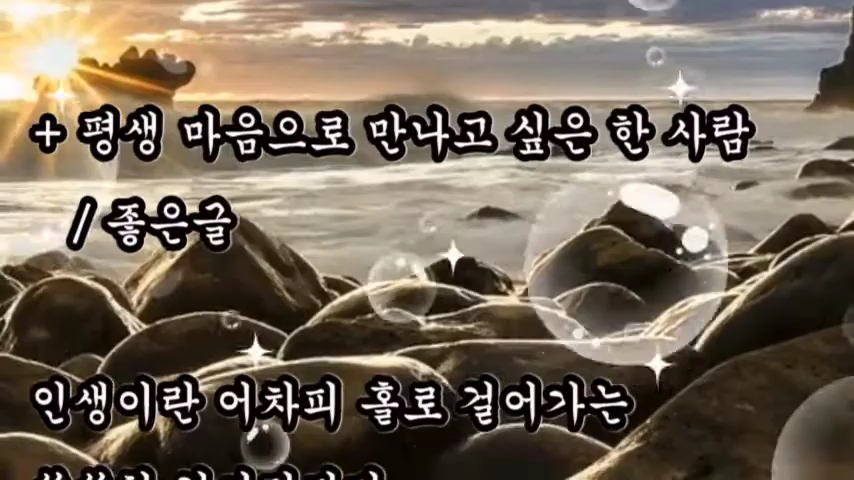 + 평생 마음으로 만나고 싶은 한 사람
/ 좋은글
인생이란 어차피 홀로 걸어가는